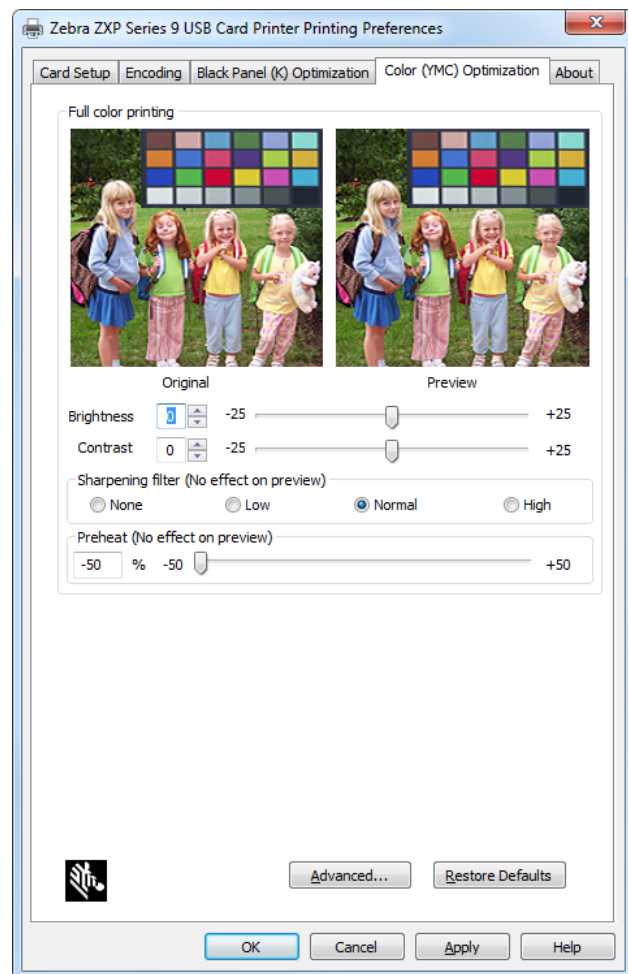 Zebra ZXP Series 9 USB Card Printer Printing Preferences
Card Setup Encoding Black Panel (K) Optimization Color (YMC) Optimization About
Full color printing
Original Preview
Brightness 0 -25 +25
Contrast 0 -25 +25
Sharpening filter (No effect on preview)
None Low Normal High
Preheat (No effect on preview)
-50 % -50 +50
Advanced... Restore Defaults
OK Cancel Apply Help